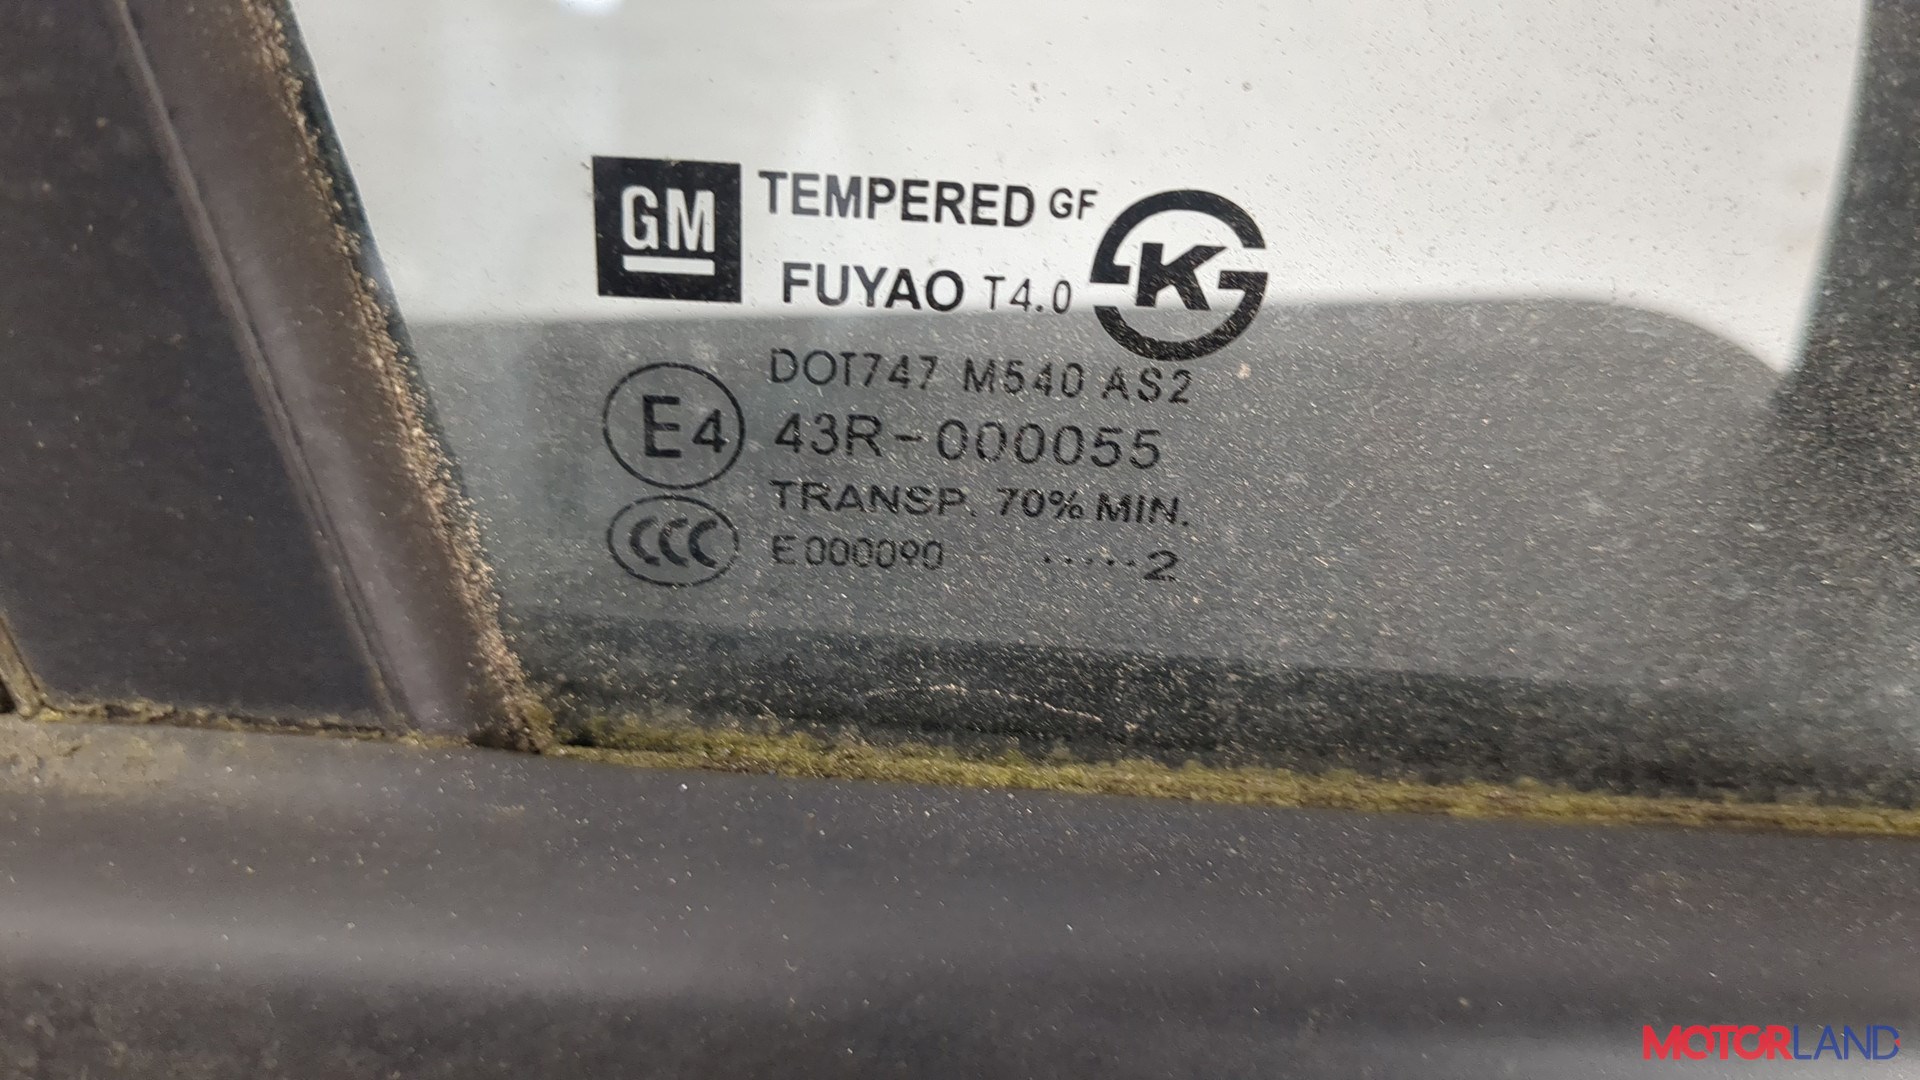 GM TEMPERED GF
FUYAO T4.0
KS
DOT747 M540 AS2
E4 43R-000055
TRANSP. 70% MIN.
CCC E000090 .....2
MOTORLAND